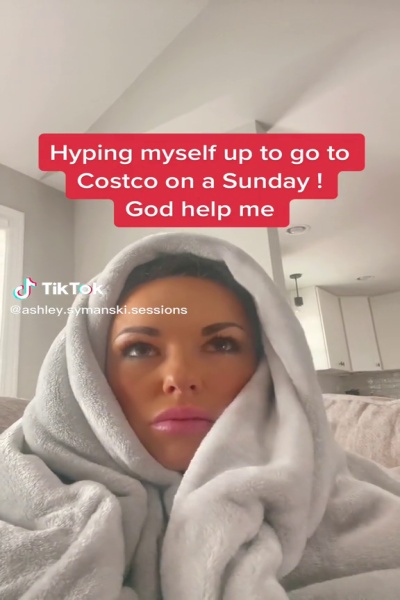 Hyping myself up to go to
Costco on a Sunday !
God help me
TikTok
@ashley.symanski.sessions